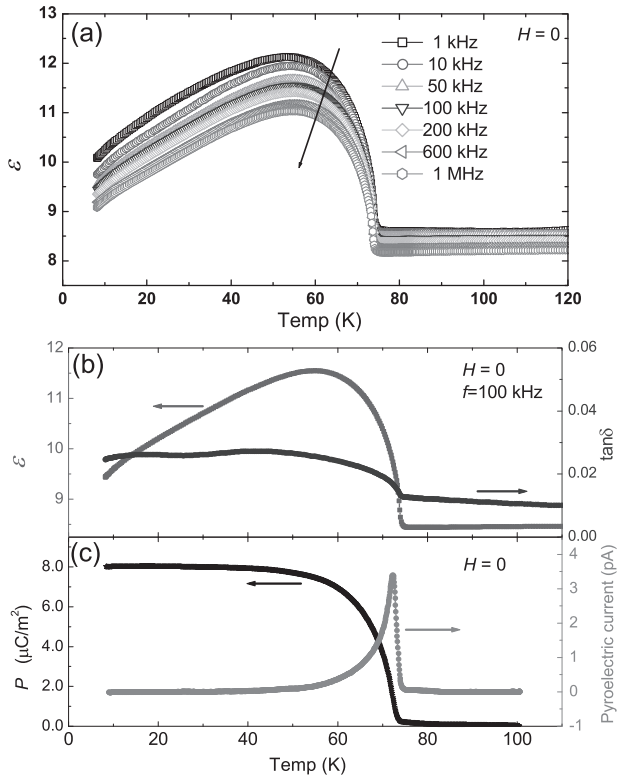 (a)
H = 0
1 kHz
10 kHz
50 kHz
100 kHz
200 kHz
600 kHz
1 MHz
13
12
11
10
9
8
ε
0 20 40 60 80 100 120
Temp (K)
(b)
H = 0
f=100 kHz
12
11
10
9
ε
0.06
0.05
0.04
0.02
0.01
0.00
tanδ
(c)
H = 0
8.0
6.0
4.0
2.0
0.0
P (μC/m²)
4
3
2
1
0
-1
Pyroelectric current (pA)
0 20 40 60 80 100
Temp (K)